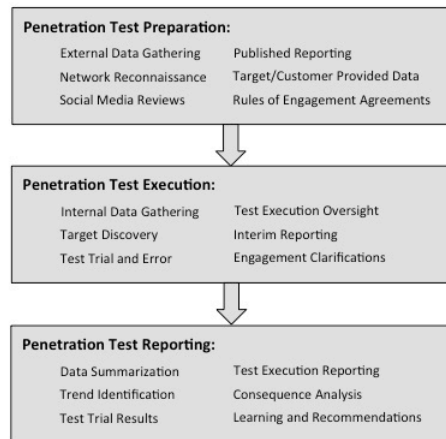 Penetration Test Preparation:
External Data Gathering Published Reporting
Network Reconnaissance Target/Customer Provided Data
Social Media Reviews Rules of Engagement Agreements
Penetration Test Execution:
Internal Data Gathering Test Execution Oversight
Target Discovery Interim Reporting
Test Trial and Error Engagement Clarifications
Penetration Test Reporting:
Data Summarization Test Execution Reporting
Trend Identification Consequence Analysis
Test Trial Results Learning and Recommendations